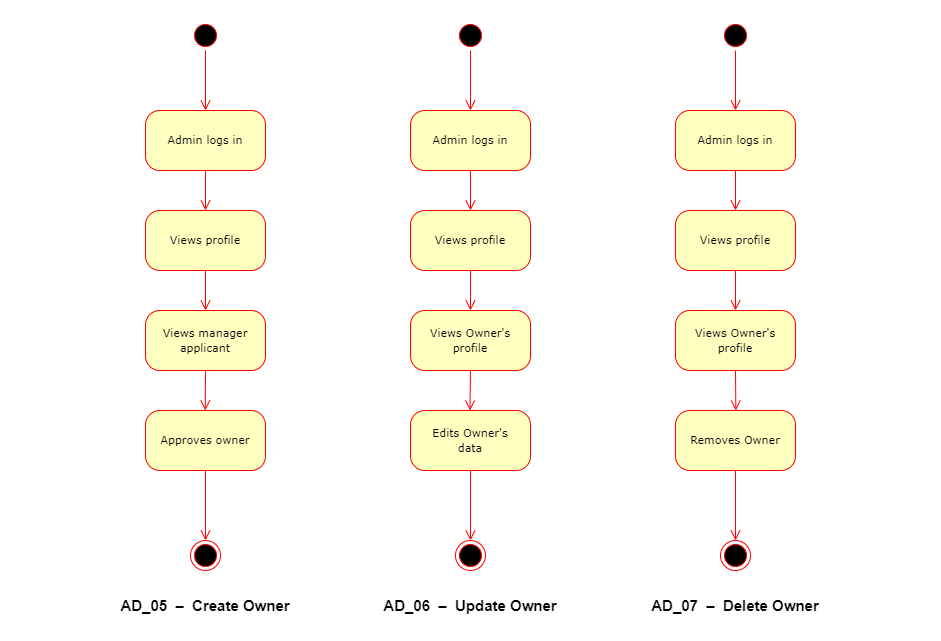 Admin logs in
Views profile
Views manager
applicant
Approves owner
AD_05 – Create Owner
Admin logs in
Views profile
Views Owner's
profile
Edits Owner's
data
AD_06 – Update Owner
Admin logs in
Views profile
Views Owner's
profile
Removes Owner
AD_07 – Delete Owner